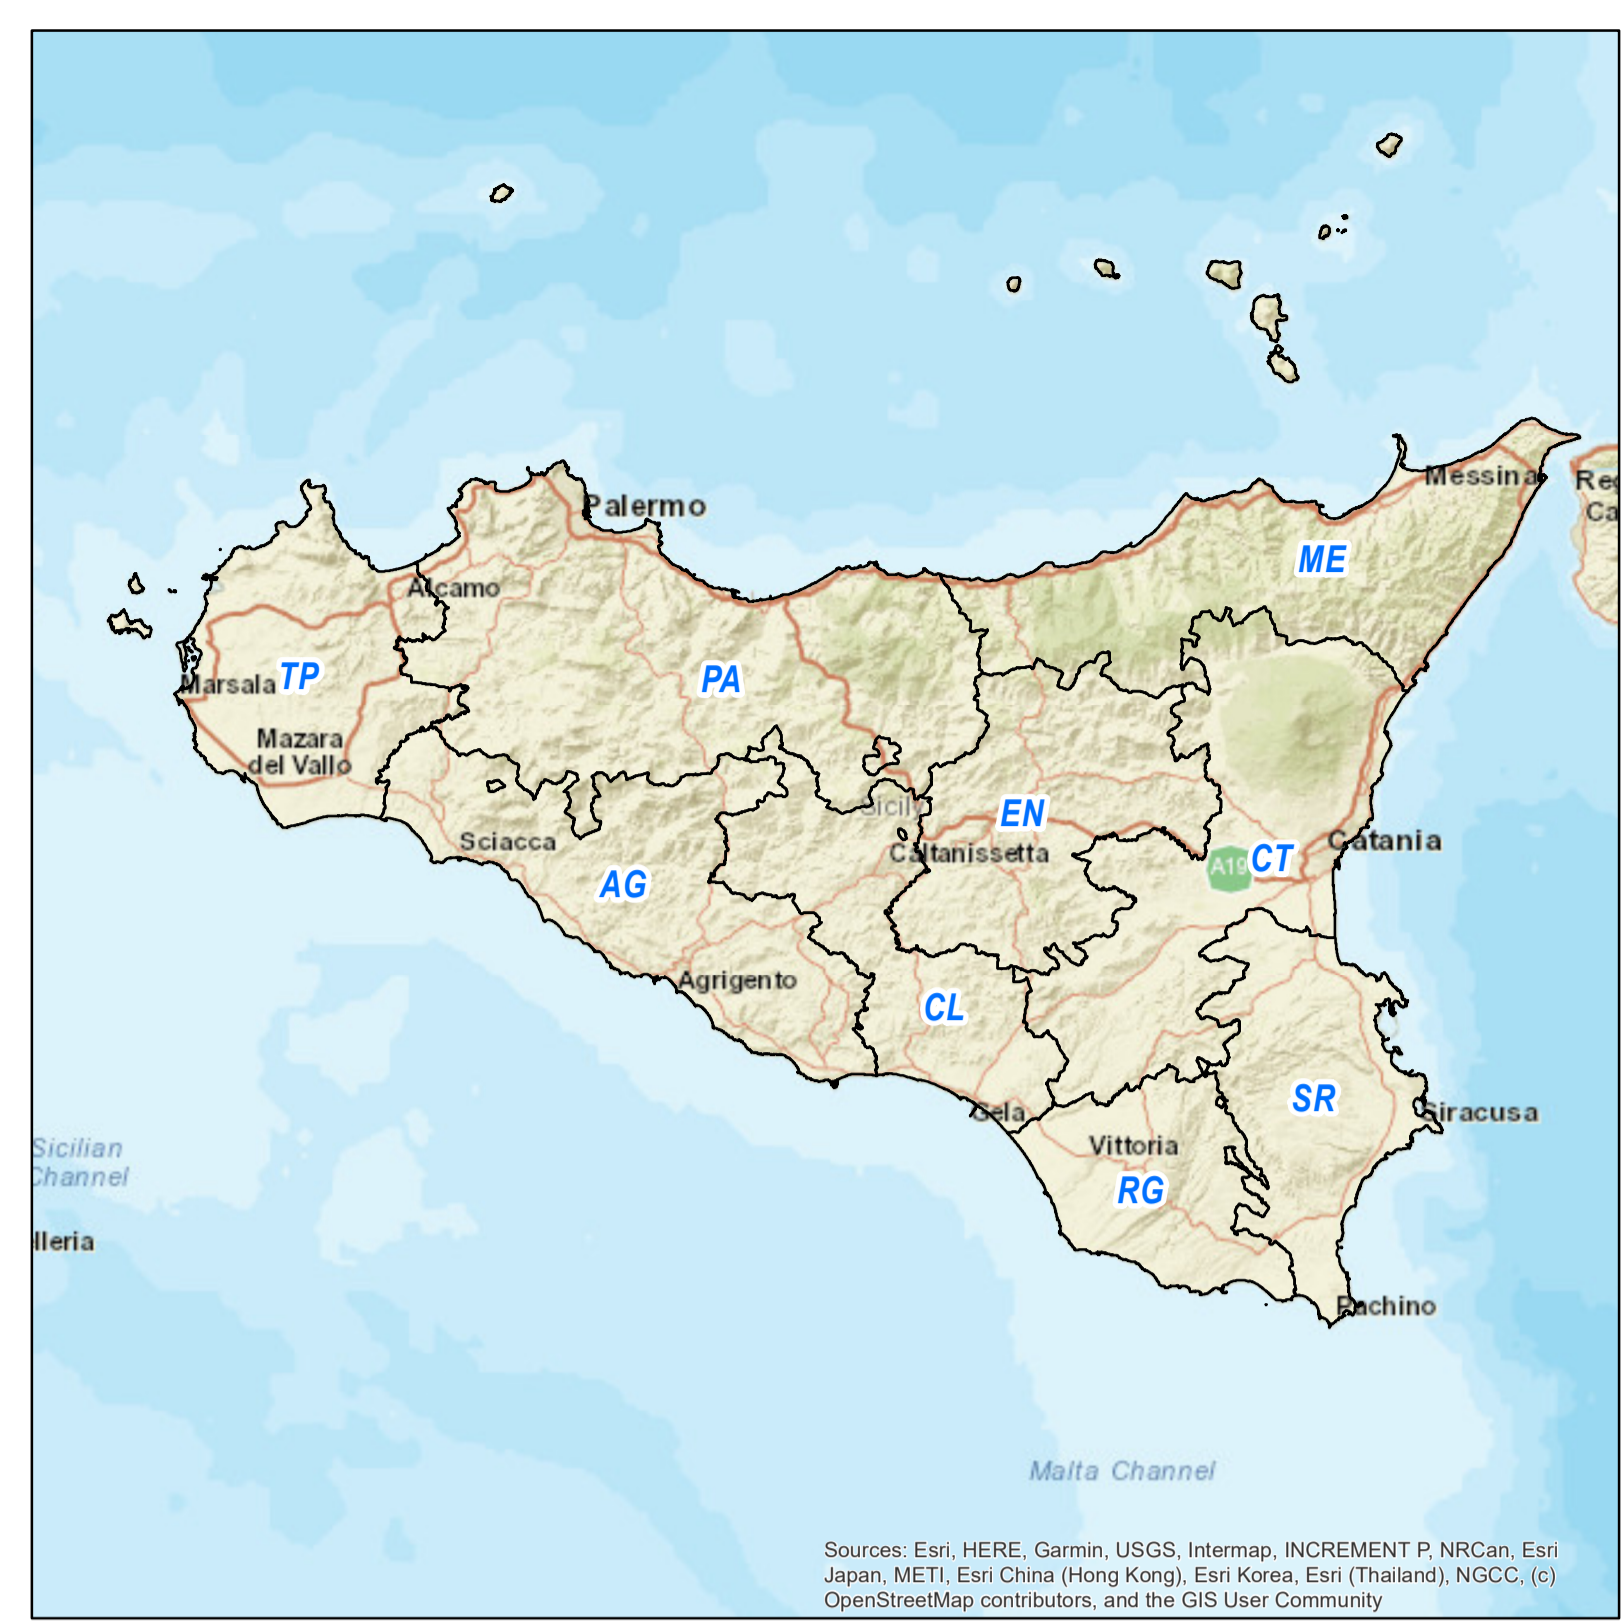 Messina
Reg
Ca
Palermo
ME
Alcamo
TP
PA
Marsala
Mazara
del Vallo
Sicily
EN
Sciacca
Caltanissetta
A19
CT
Catania
AG
Agrigento
CL
SR
Gela
Siracusa
Vittoria
Sicilian
Channel
RG
lleria
Pachino
Malta Channel
Sources: Esri, HERE, Garmin, USGS, Intermap, INCREMENT P, NRCan, Esri
Japan, METI, Esri China (Hong Kong), Esri Korea, Esri (Thailand), NGCC, (c)
OpenStreetMap contributors, and the GIS User Community